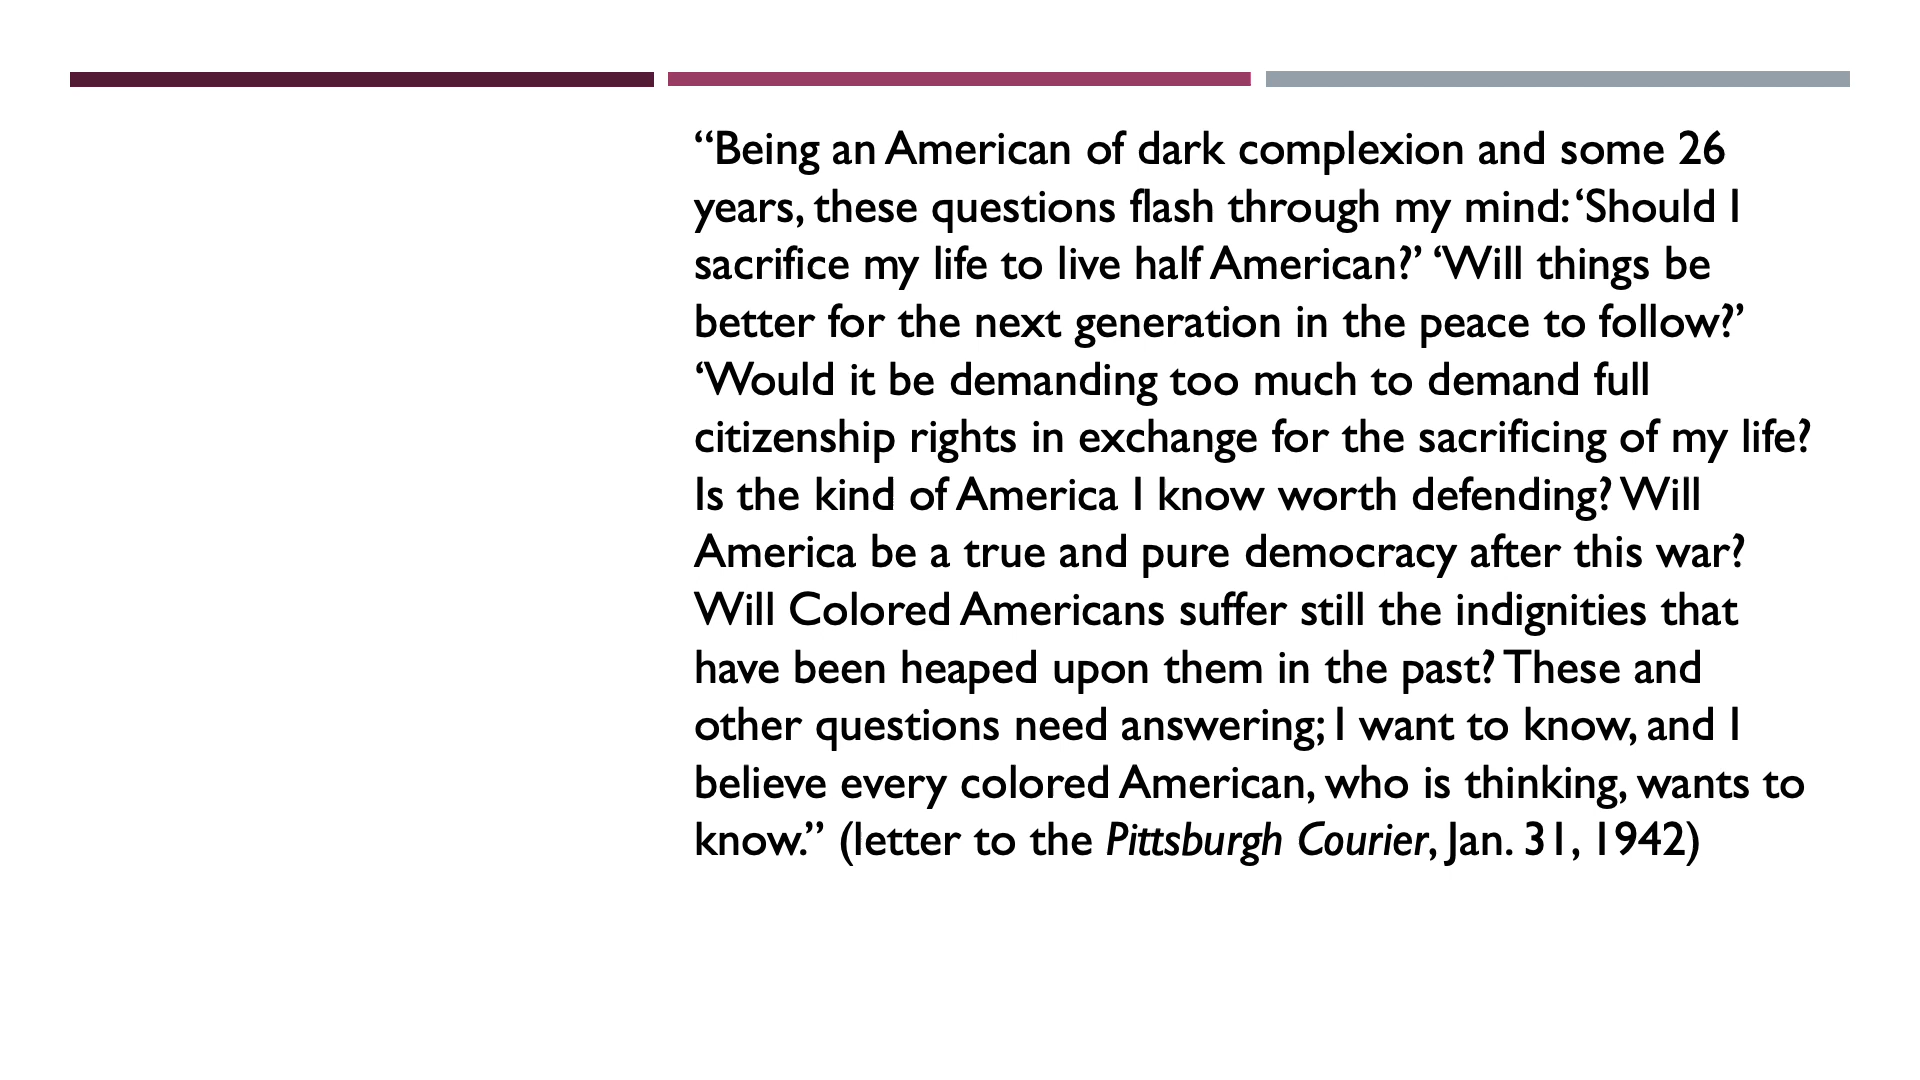 “Being an American of dark complexion and some 26
years, these questions flash through my mind: ‘Should I
sacrifice my life to live half American?’ ‘Will things be
better for the next generation in the peace to follow?’
‘Would it be demanding too much to demand full
citizenship rights in exchange for the sacrificing of my life?
Is the kind of America I know worth defending? Will
America be a true and pure democracy after this war?
Will Colored Americans suffer still the indignities that
have been heaped upon them in the past? These and
other questions need answering; I want to know, and I
believe every colored American, who is thinking, wants to
know.” (letter to the Pittsburgh Courier, Jan. 31, 1942)